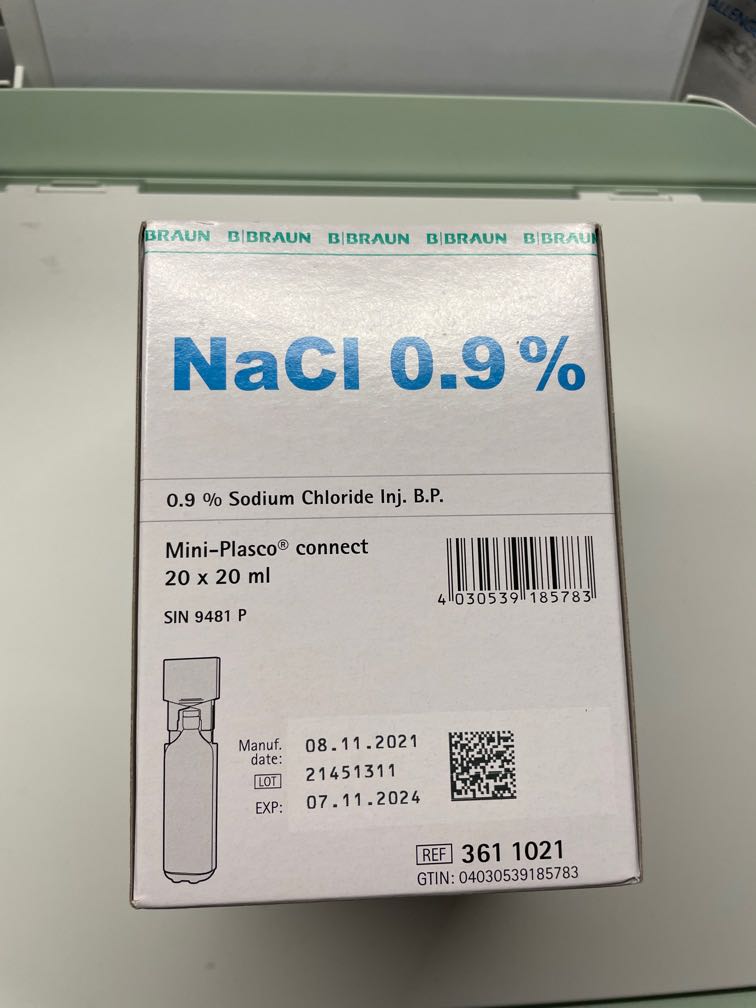 ALLENG
BRAUN B|BRAUN B|BRAUN B|BRAUN B|BRAU
NaCl 0.9 %
0.9 % Sodium Chloride Inj. B.P.
Mini-Plasco® connect
20 x 20 ml
SIN 9481 P
4 030539 185783
Manuf. date: 08.11.2021
LOT 21451311
EXP: 07.11.2024
REF 361 1021
GTIN: 04030539185783